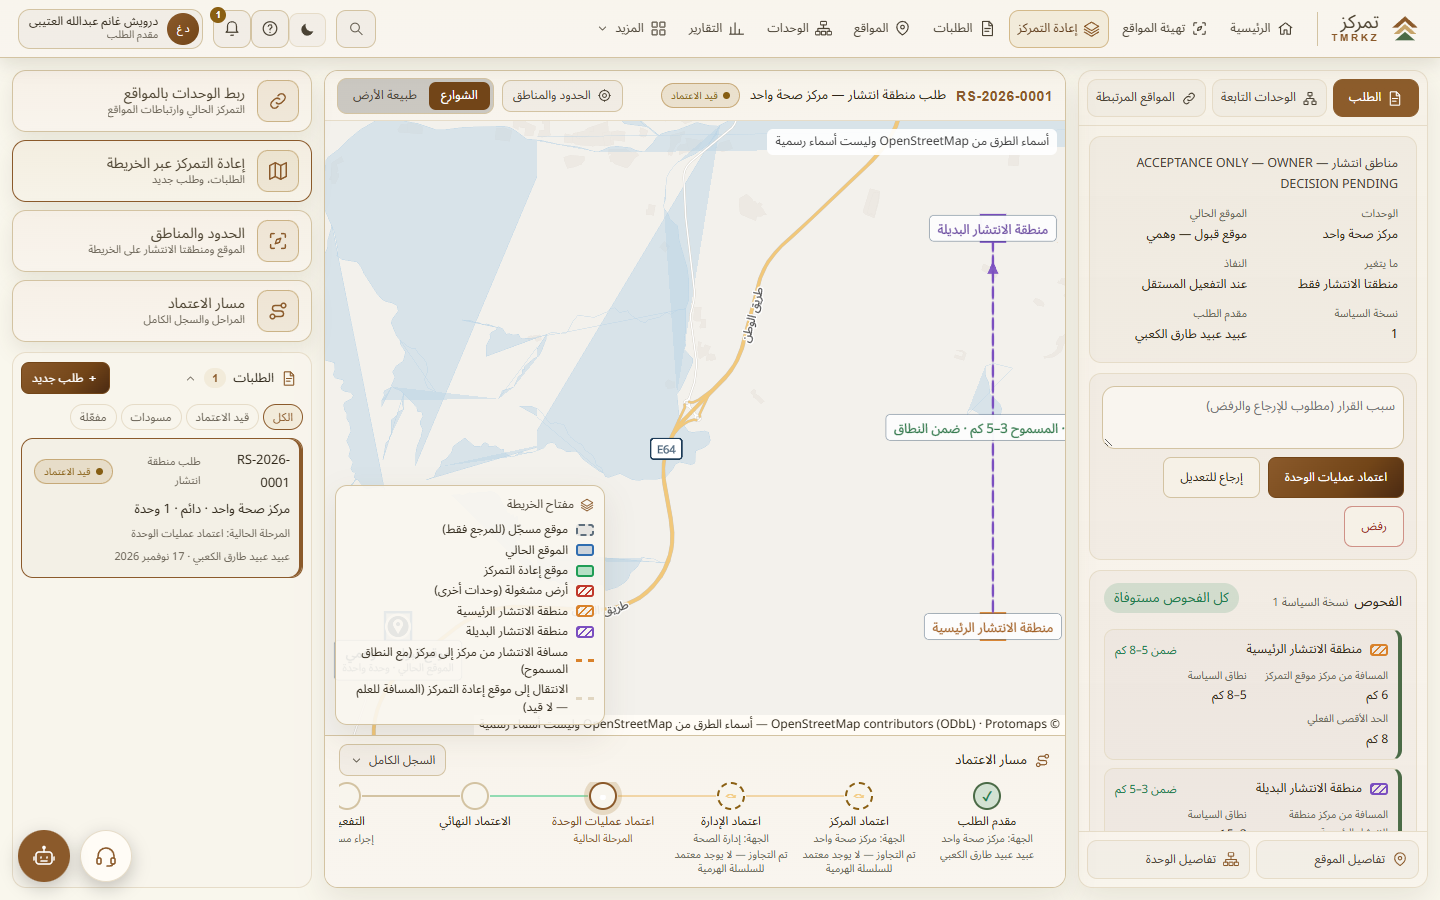 تمركز
TMRKZ
الرئيسية
تهيئة المواقع
إعادة التمركز
الطلبات
المواقع
الوحدات
التقارير
المزيد
1
درويش غانم عبدالله العتيبى
مقدم الطلب
د غ
الطلب
الوحدات التابعة
المواقع المرتبطة
مناطق انتشار — ACCEPTANCE ONLY — OWNER
DECISION PENDING
الوحدات
الموقع الحالي
مركز صحة واحد
موقع قبول — وهمي
ما يتغير
النفاذ
منطقتا الانتشار فقط
عند التفعيل المستقل
نسخة السياسة
مقدم الطلب
1
عبيد عبيد طارق الكعبي
سبب القرار (مطلوب للإرجاع والرفض)
اعتماد عمليات الوحدة
إرجاع للتعديل
رفض
الفحوص
نسخة السياسة 1
كل الفحوص مستوفاة
منطقة الانتشار الرئيسية
ضمن 5–8 كم
المسافة من مركز موقع التمركز
نطاق السياسة
6 كم
5–8 كم
الحد الأقصى الفعلي
8 كم
منطقة الانتشار البديلة
ضمن 3–5 كم
المسافة من مركز منطقة
نطاق السياسة
تفاصيل الموقع
تفاصيل الوحدة
RS-2026-0001
طلب منطقة انتشار — مركز صحة واحد
قيد الاعتماد
الحدود والمناطق
الشوارع
طبيعة الأرض
أسماء الطرق من OpenStreetMap وليست أسماء رسمية
منطقة الانتشار البديلة
طريق الوطن
· المسموح 3–5 كم · ضمن النطاق
E64
طريق
منطقة الانتشار الرئيسية
مفتاح الخريطة
موقع مسجّل (للمرجع فقط)
الموقع الحالي
موقع إعادة التمركز
أرض مشغولة (وحدات أخرى)
منطقة الانتشار الرئيسية
منطقة الانتشار البديلة
مسافة الانتشار من مركز إلى مركز (مع النطاق
المسموح)
الانتقال إلى موقع إعادة التمركز (المسافة للعلم
— لا قيد)
© OpenStreetMap contributors (ODbL) · Protomaps — أسماء الطرق من OpenStreetMap وليست أسماء رسمية
مسار الاعتماد
السجل الكامل
مقدم الطلب
الجهة: مركز صحة واحد
عبيد عبيد طارق الكعبي
اعتماد المركز
الجهة: مركز صحة واحد
تم التجاوز — لا يوجد معتمد
للسلسلة الهرمية
اعتماد الإدارة
الجهة: إدارة الصحة
تم التجاوز — لا يوجد معتمد
للسلسلة الهرمية
اعتماد عمليات الوحدة
المرحلة الحالية
الاعتماد النهائي
التفعي
إجراء مس
ربط الوحدات بالمواقع
التمركز الحالي وارتباطات المواقع
إعادة التمركز عبر الخريطة
الطلبات، وطلب جديد
الحدود والمناطق
الموقع ومنطقتا الانتشار على الخريطة
مسار الاعتماد
المراحل والسجل الكامل
الطلبات
1
+ طلب جديد
الكل
قيد الاعتماد
مسودات
مفعّلة
RS-2026-
0001
طلب منطقة
انتشار
قيد الاعتماد
مركز صحة واحد · دائم · 1 وحدة
المرحلة الحالية: اعتماد عمليات الوحدة
عبيد عبيد طارق الكعبي · 17 نوفمبر 2026